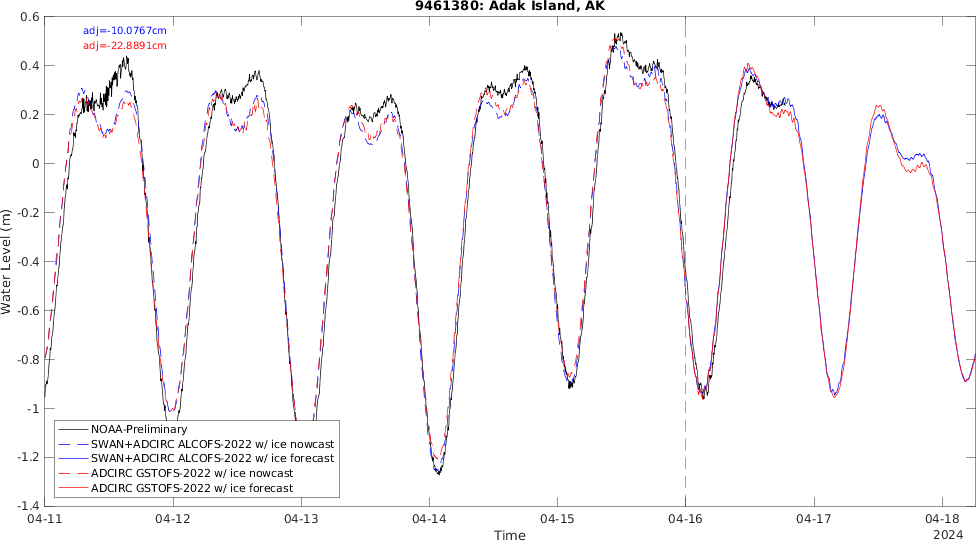 9461380: Adak Island, AK
adj=-10.0767cm
adj=-22.8891cm
0.6
0.4
0.2
0
-0.2
-0.4
-0.6
-0.8
-1
-1.2
-1.4
Water Level (m)
NOAA-Preliminary
SWAN+ADCIRC ALCOFS-2022 w/ ice nowcast
SWAN+ADCIRC ALCOFS-2022 w/ ice forecast
ADCIRC GSTOFS-2022 w/ ice nowcast
ADCIRC GSTOFS-2022 w/ ice forecast
04-11 04-12 04-13 04-14 04-15 04-16 04-17 04-18
Time
2024